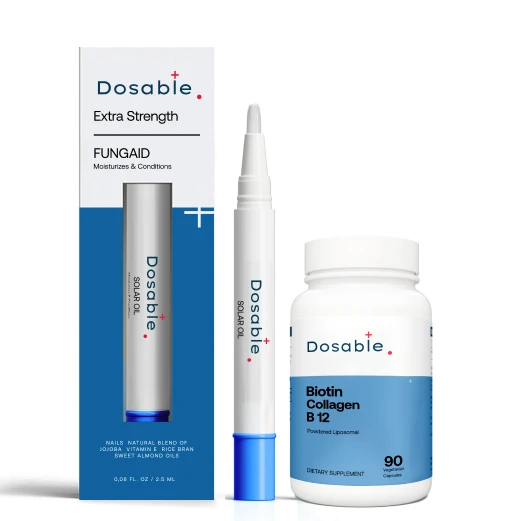 Dosable
Extra Strength
FUNGAID
Moisturizes & Conditions
Dosable
SOLAR OIL
NAILS NATURAL BLEND OF
JOJOBA VITAMIN E RICE BRAN
SWEET ALMOND OILS
0,08 FL. OZ / 2.5 ML
Dosable
SOLAR OIL
Dosable
Biotin
Collagen
B 12
Powdered Liposomal
DIETARY SUPPLEMENT
90
Vegetarian
Capsules